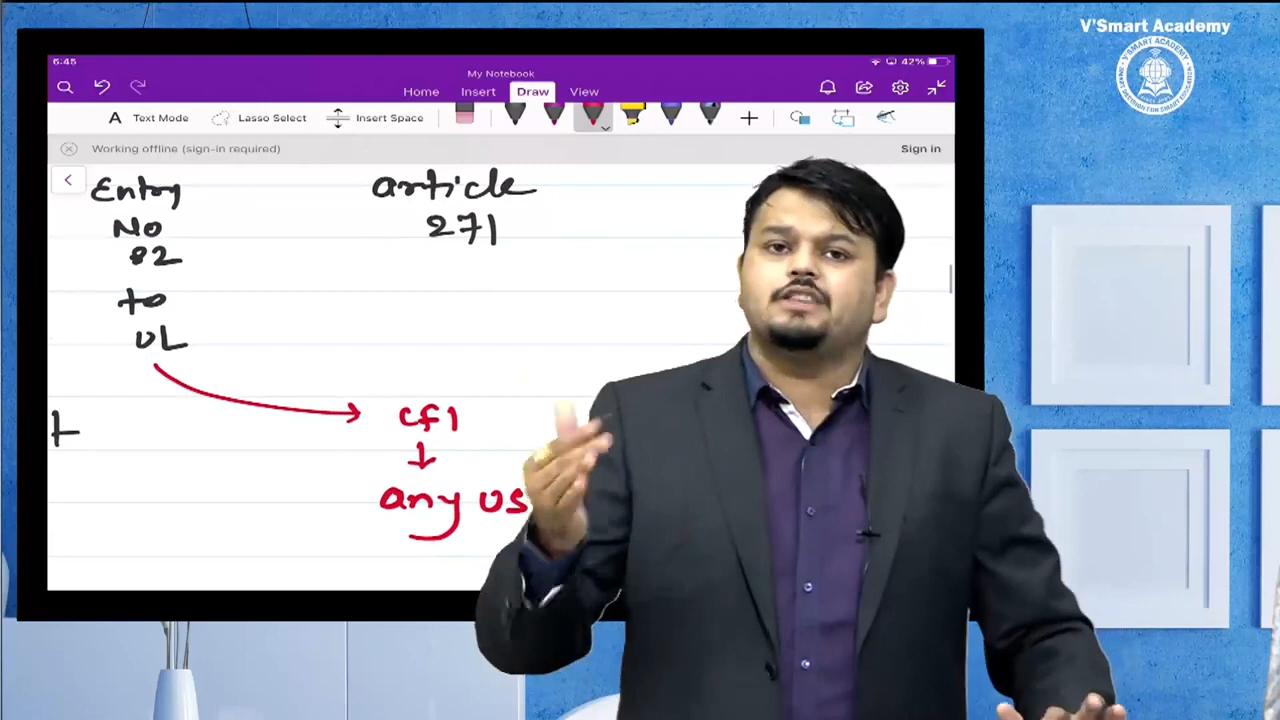 V'Smart Academy
6:45
42%
My Notebook
Home Insert Draw View
Text Mode Lasso Select Insert Space
Working offline (sign-in required) Sign in
Entry article
No 271
82
to
UL
cf1
any us